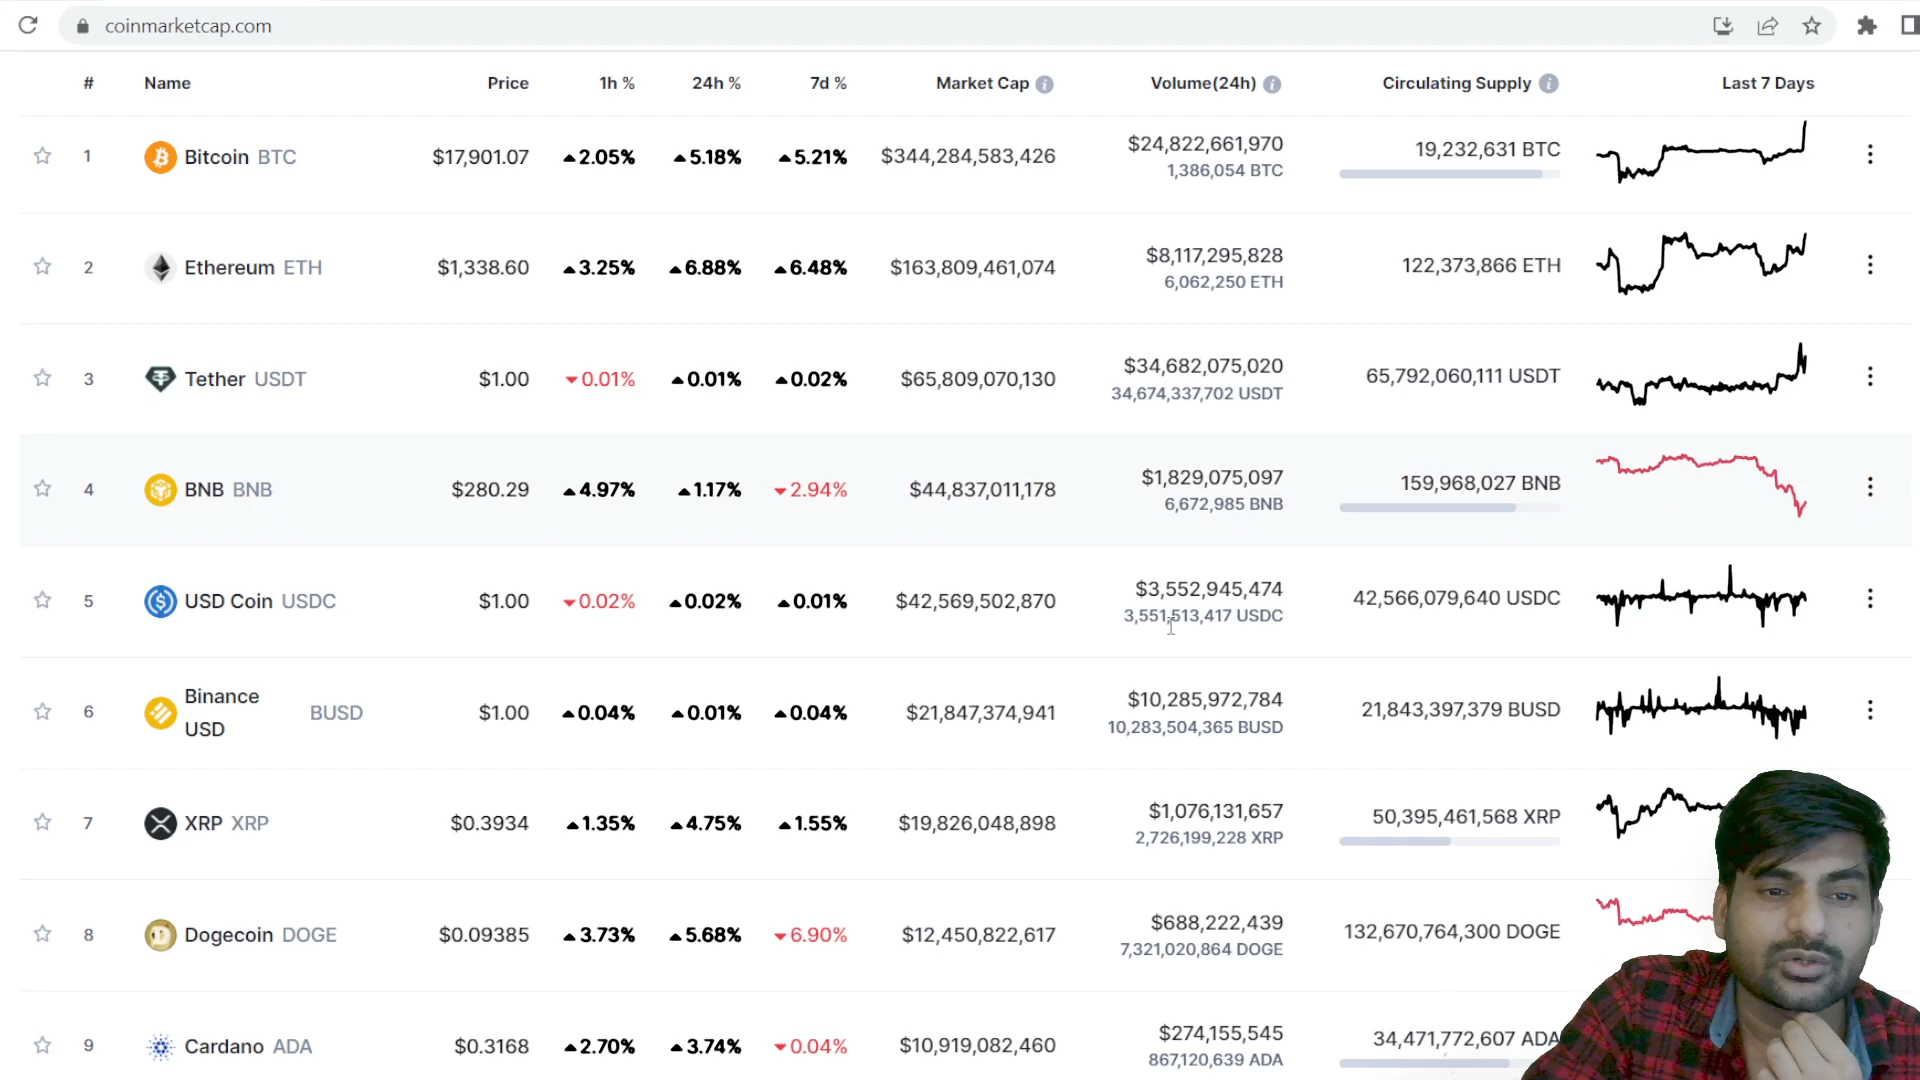 coinmarketcap.com
# Name Price 1h % 24h % 7d % Market Cap Volume(24h) Circulating Supply Last 7 Days
1 Bitcoin BTC $17,901.07 2.05% 5.18% 5.21% $344,284,583,426 $24,822,661,970 19,232,631 BTC
1,386,054 BTC
2 Ethereum ETH $1,338.60 3.25% 6.88% 6.48% $163,809,461,074 $8,117,295,828 122,373,866 ETH
6,062,250 ETH
3 Tether USDT $1.00 0.01% 0.01% 0.02% $65,809,070,130 $34,682,075,020 65,792,060,111 USDT
34,674,337,702 USDT
4 BNB BNB $280.29 4.97% 1.17% 2.94% $44,837,011,178 $1,829,075,097 159,968,027 BNB
6,672,985 BNB
5 USD Coin USDC $1.00 0.02% 0.02% 0.01% $42,569,502,870 $3,552,945,474 42,566,079,640 USDC
3,551,513,417 USDC
6 Binance USD BUSD $1.00 0.04% 0.01% 0.04% $21,847,374,941 $10,285,972,784 21,843,397,379 BUSD
10,283,504,365 BUSD
7 XRP XRP $0.3934 1.35% 4.75% 1.55% $19,826,048,898 $1,076,131,657 50,395,461,568 XRP
2,726,199,228 XRP
8 Dogecoin DOGE $0.09385 3.73% 5.68% 6.90% $12,450,822,617 $688,222,439 132,670,764,300 DOGE
7,321,020,864 DOGE
9 Cardano ADA $0.3168 2.70% 3.74% 0.04% $10,919,082,460 $274,155,545 34,471,772,607 ADA
867,120,639 ADA